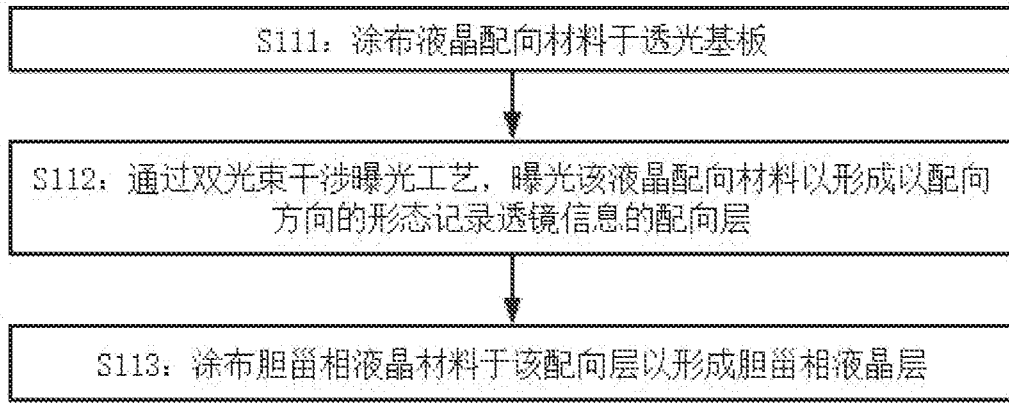 S111：涂布液晶配向材料于透光基板
S112：通过双光束干涉曝光工艺，曝光该液晶配向材料以形成以配向
方向的形态记录透镜信息的配向层
S113：涂布胆甾相液晶材料于该配向层以形成胆甾相液晶层